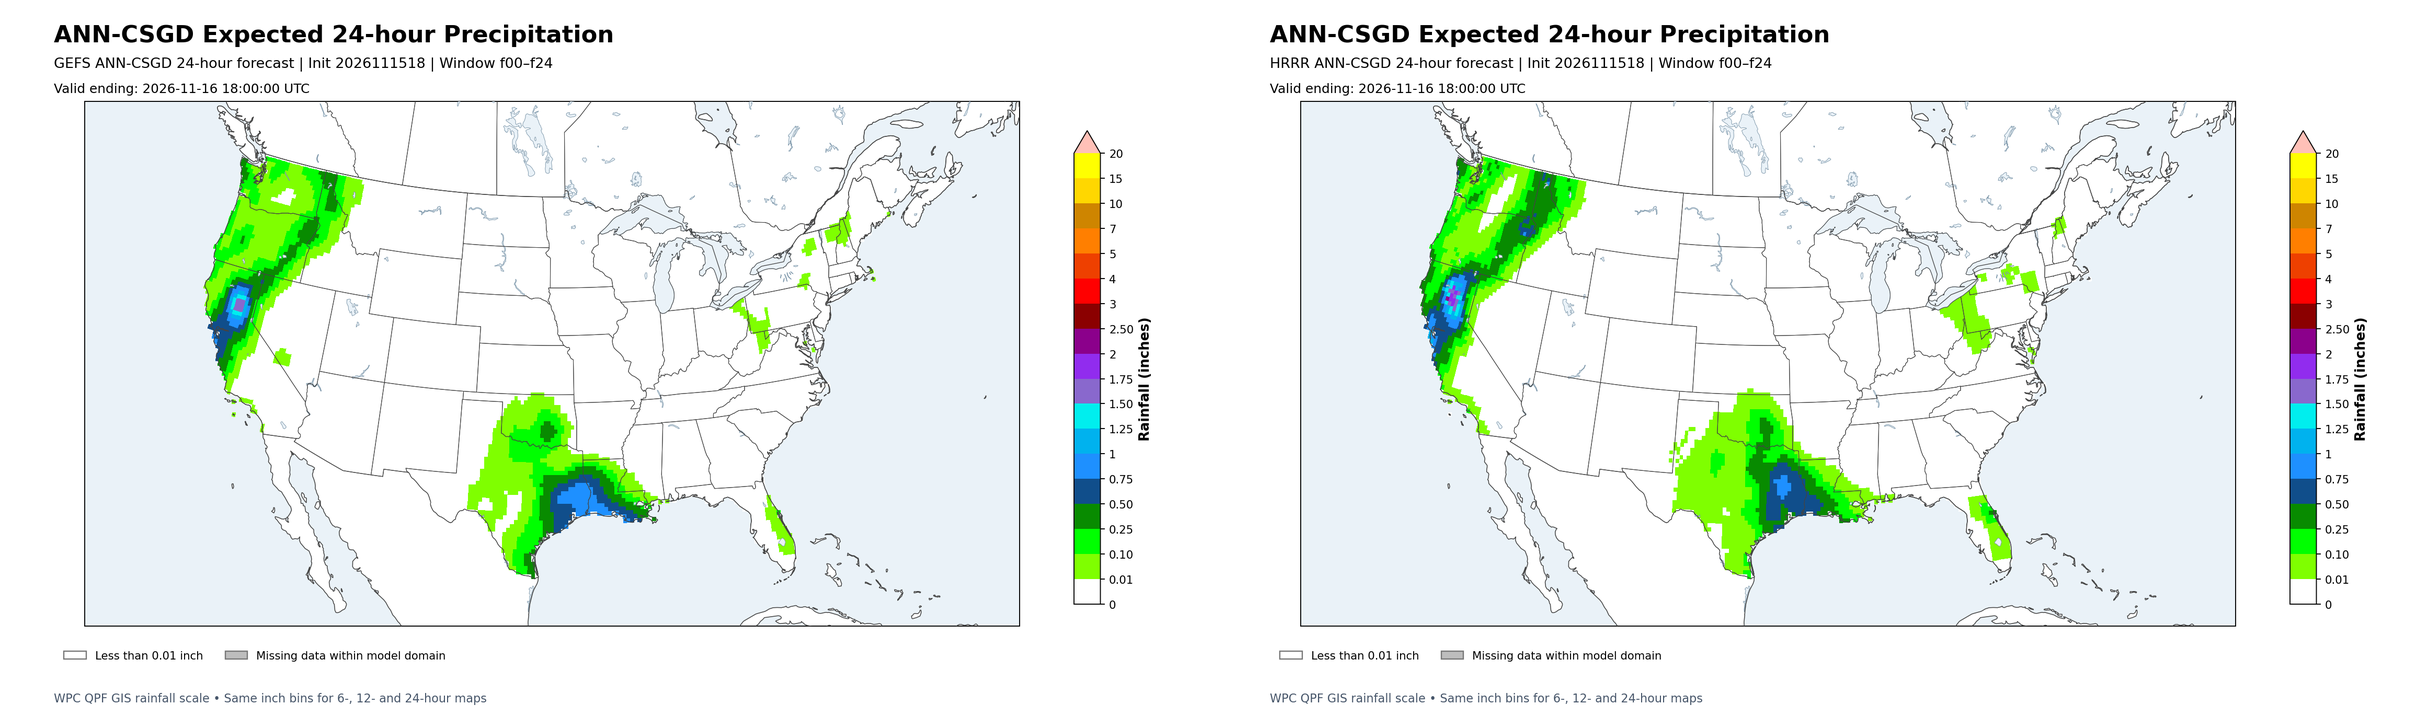 ANN-CSGD Expected 24-hour Precipitation
GEFS ANN-CSGD 24-hour forecast | Init 2026111518 | Window f00–f24
Valid ending: 2026-11-16 18:00:00 UTC
20
15
10
7
5
4
3
2.50
2
1.75
1.50
1.25
1
0.75
0.50
0.25
0.10
0.01
0
Rainfall (inches)
Less than 0.01 inch
Missing data within model domain
WPC QPF GIS rainfall scale • Same inch bins for 6-, 12- and 24-hour maps
ANN-CSGD Expected 24-hour Precipitation
HRRR ANN-CSGD 24-hour forecast | Init 2026111518 | Window f00–f24
Valid ending: 2026-11-16 18:00:00 UTC
20
15
10
7
5
4
3
2.50
2
1.75
1.50
1.25
1
0.75
0.50
0.25
0.10
0.01
0
Rainfall (inches)
Less than 0.01 inch
Missing data within model domain
WPC QPF GIS rainfall scale • Same inch bins for 6-, 12- and 24-hour maps